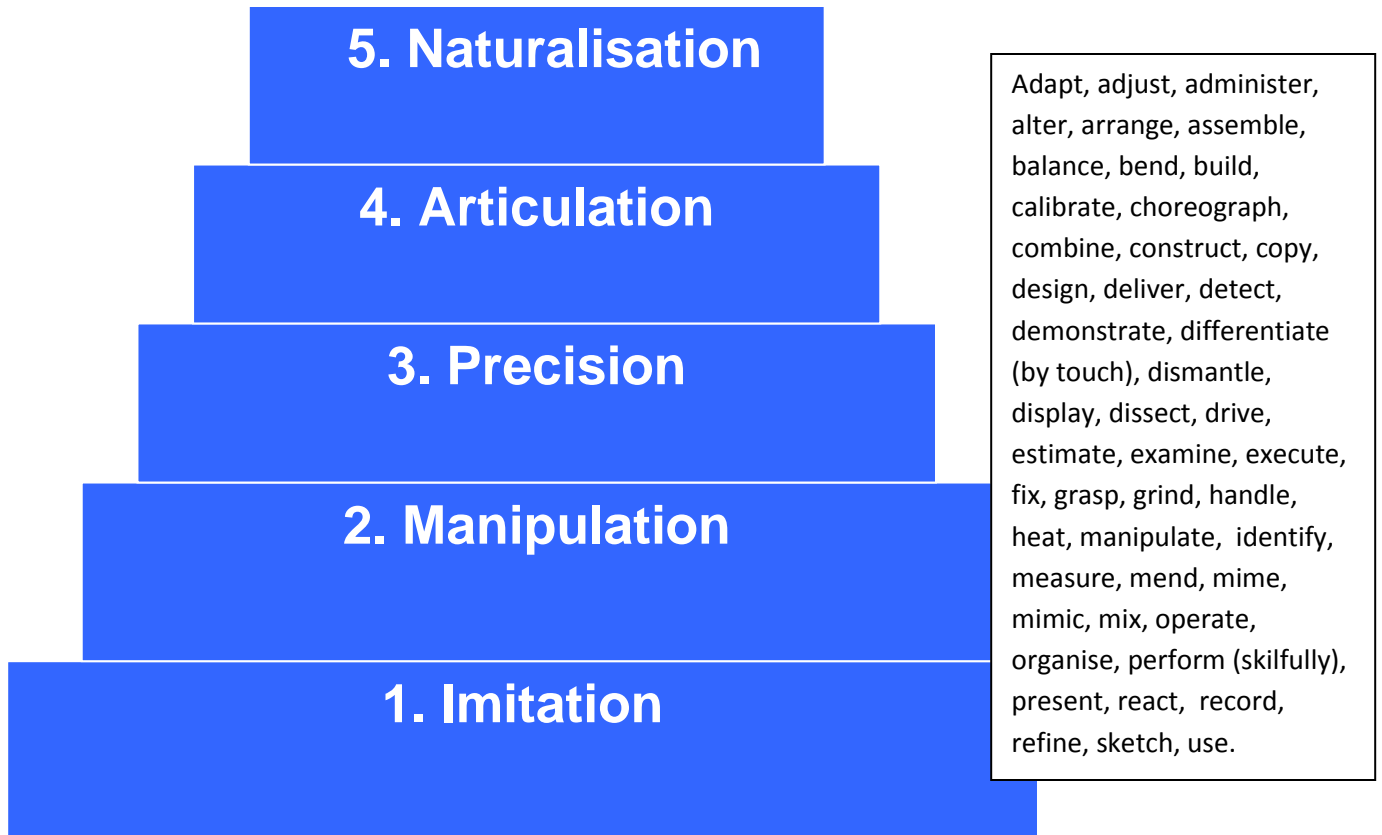 5. Naturalisation
4. Articulation
3. Precision
2. Manipulation
1. Imitation
Adapt, adjust, administer,
alter, arrange, assemble,
balance, bend, build,
calibrate, choreograph,
combine, construct, copy,
design, deliver, detect,
demonstrate, differentiate
(by touch), dismantle,
display, dissect, drive,
estimate, examine, execute,
fix, grasp, grind, handle,
heat, manipulate,  identify,
measure, mend, mime,
mimic, mix, operate,
organise, perform (skilfully),
present, react,  record,
refine, sketch, use.